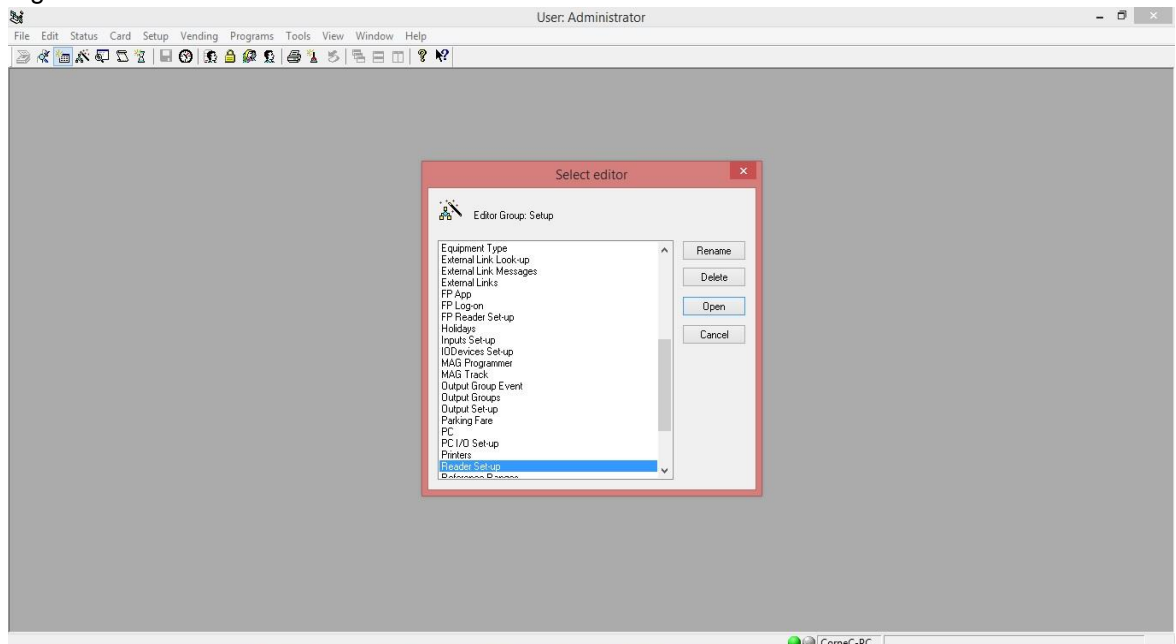 User: Administrator
File Edit Status Card Setup Vending Programs Tools View Window Help
Select editor
Editor Group: Setup
Equipment Type
External Link Look-up
External Link Messages
External Links
FP App
FP Log-on
FP Reader Set-up
Holidays
Inputs Set-up
IODevices Set-up
MAG Programmer
MAG Track
Output Group Event
Output Groups
Output Set-up
Parking Fare
PC
PC I/O Set-up
Printers
Reader Set-up
Reference Ranges
Rename
Delete
Open
Cancel
CorneC-PC